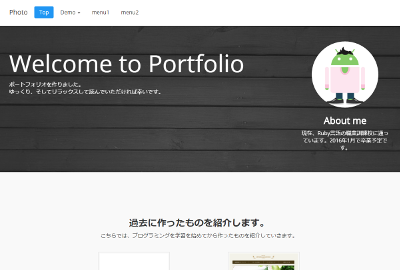 Photo Top Demo menu1 menu2
Welcome to Portfolio
ポートフォリオを作りました。
ゆっくり、そしてリラックスして読んでいただければ幸いです。
About me
現在、Ruby言語の職業訓練校に通っ
ています。2016年1月で卒業予定で
す。
過去に作ったものを紹介します。
こちらでは、プログラミングを学習を始めてから作ったものを紹介していきます。